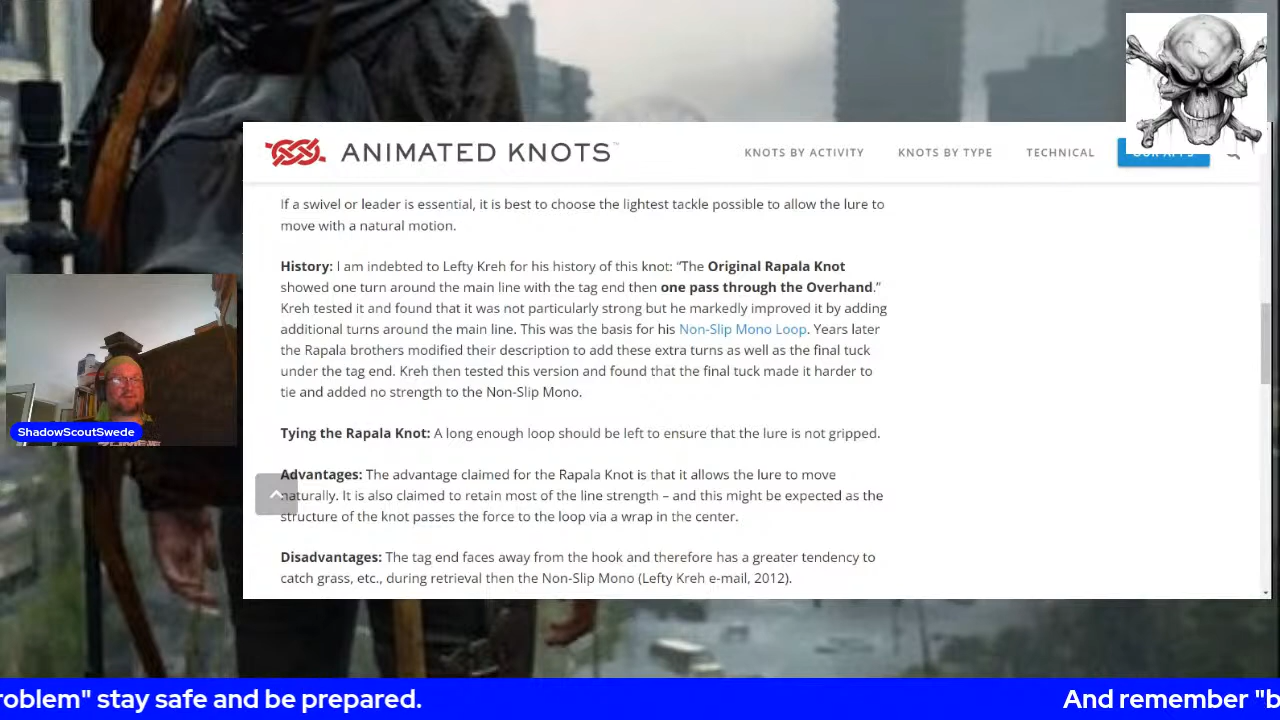 ANIMATED KNOTS™
KNOTS BY ACTIVITY
KNOTS BY TYPE
TECHNICAL
OUR APPS
If a swivel or leader is essential, it is best to choose the lightest tackle possible to allow the lure to
move with a natural motion.
History: I am indebted to Lefty Kreh for his history of this knot: “The Original Rapala Knot
showed one turn around the main line with the tag end then one pass through the Overhand.”
Kreh tested it and found that it was not particularly strong but he markedly improved it by adding
additional turns around the main line. This was the basis for his Non-Slip Mono Loop. Years later
the Rapala brothers modified their description to add these extra turns as well as the final tuck
under the tag end. Kreh then tested this version and found that the final tuck made it harder to
tie and added no strength to the Non-Slip Mono.
Tying the Rapala Knot: A long enough loop should be left to ensure that the lure is not gripped.
Advantages: The advantage claimed for the Rapala Knot is that it allows the lure to move
naturally. It is also claimed to retain most of the line strength – and this might be expected as the
structure of the knot passes the force to the loop via a wrap in the center.
Disadvantages: The tag end faces away from the hook and therefore has a greater tendency to
catch grass, etc., during retrieval then the Non-Slip Mono (Lefty Kreh e-mail, 2012).
ShadowScoutSwede
roblem" stay safe and be prepared.
And remember "b